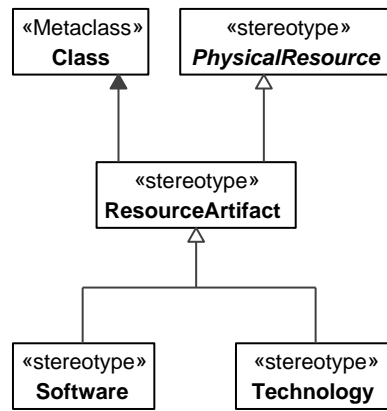 «Metaclass»
Class
«stereotype»
PhysicalResource
«stereotype»
ResourceArtifact
«stereotype»
Software
«stereotype»
Technology